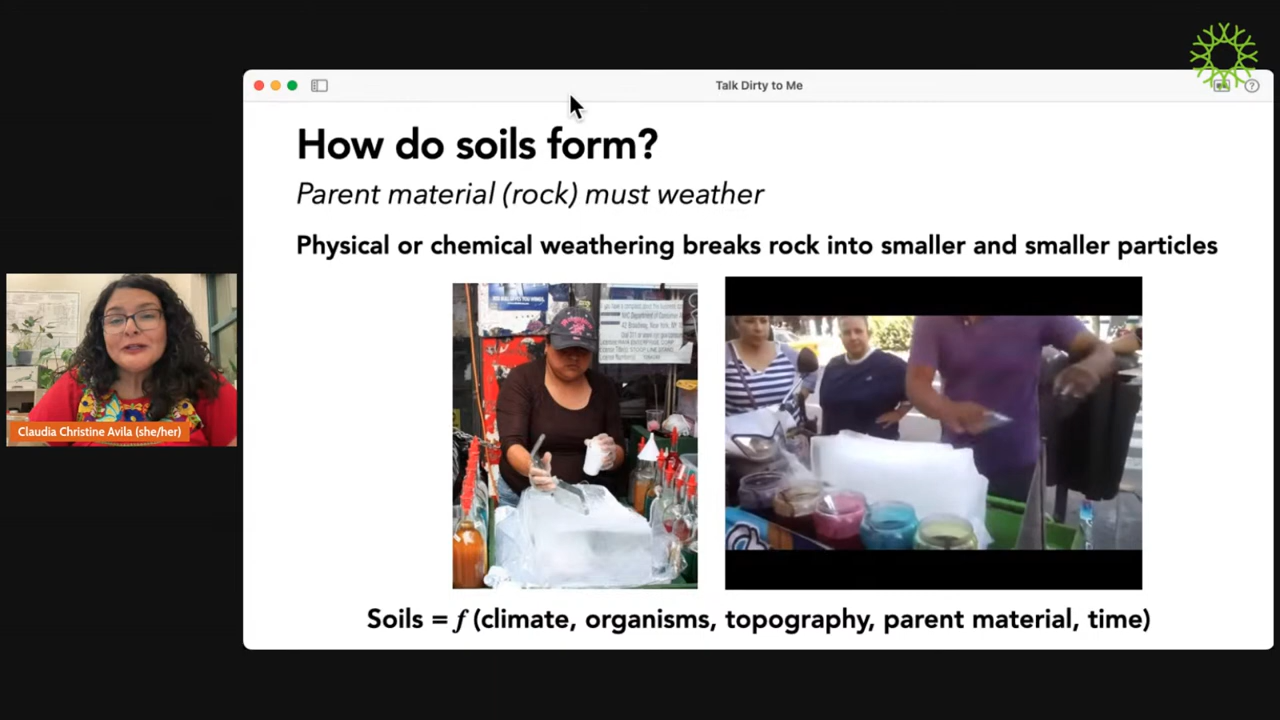 Talk Dirty to Me
How do soils form?
Parent material (rock) must weather
Physical or chemical weathering breaks rock into smaller and smaller particles
Claudia Christine Avila (she/her)
Soils = f (climate, organisms, topography, parent material, time)